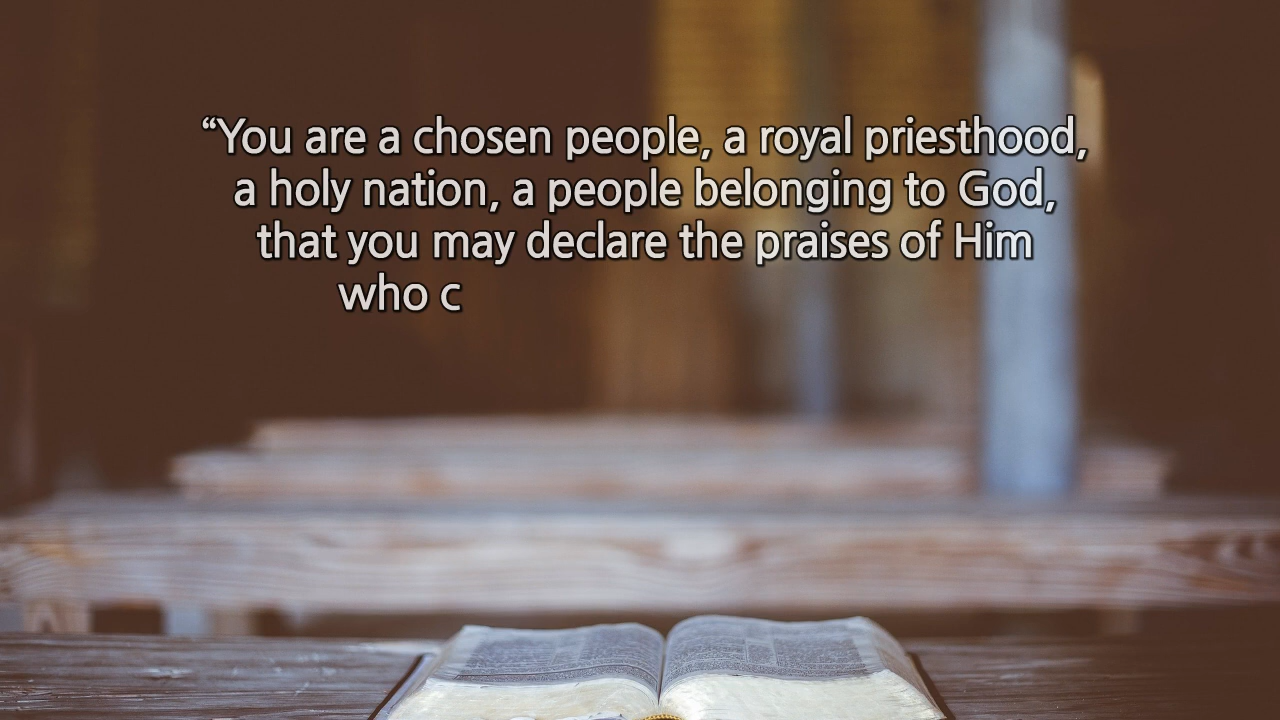 “You are a chosen people, a royal priesthood,
a holy nation, a people belonging to God,
that you may declare the praises of Him
who c